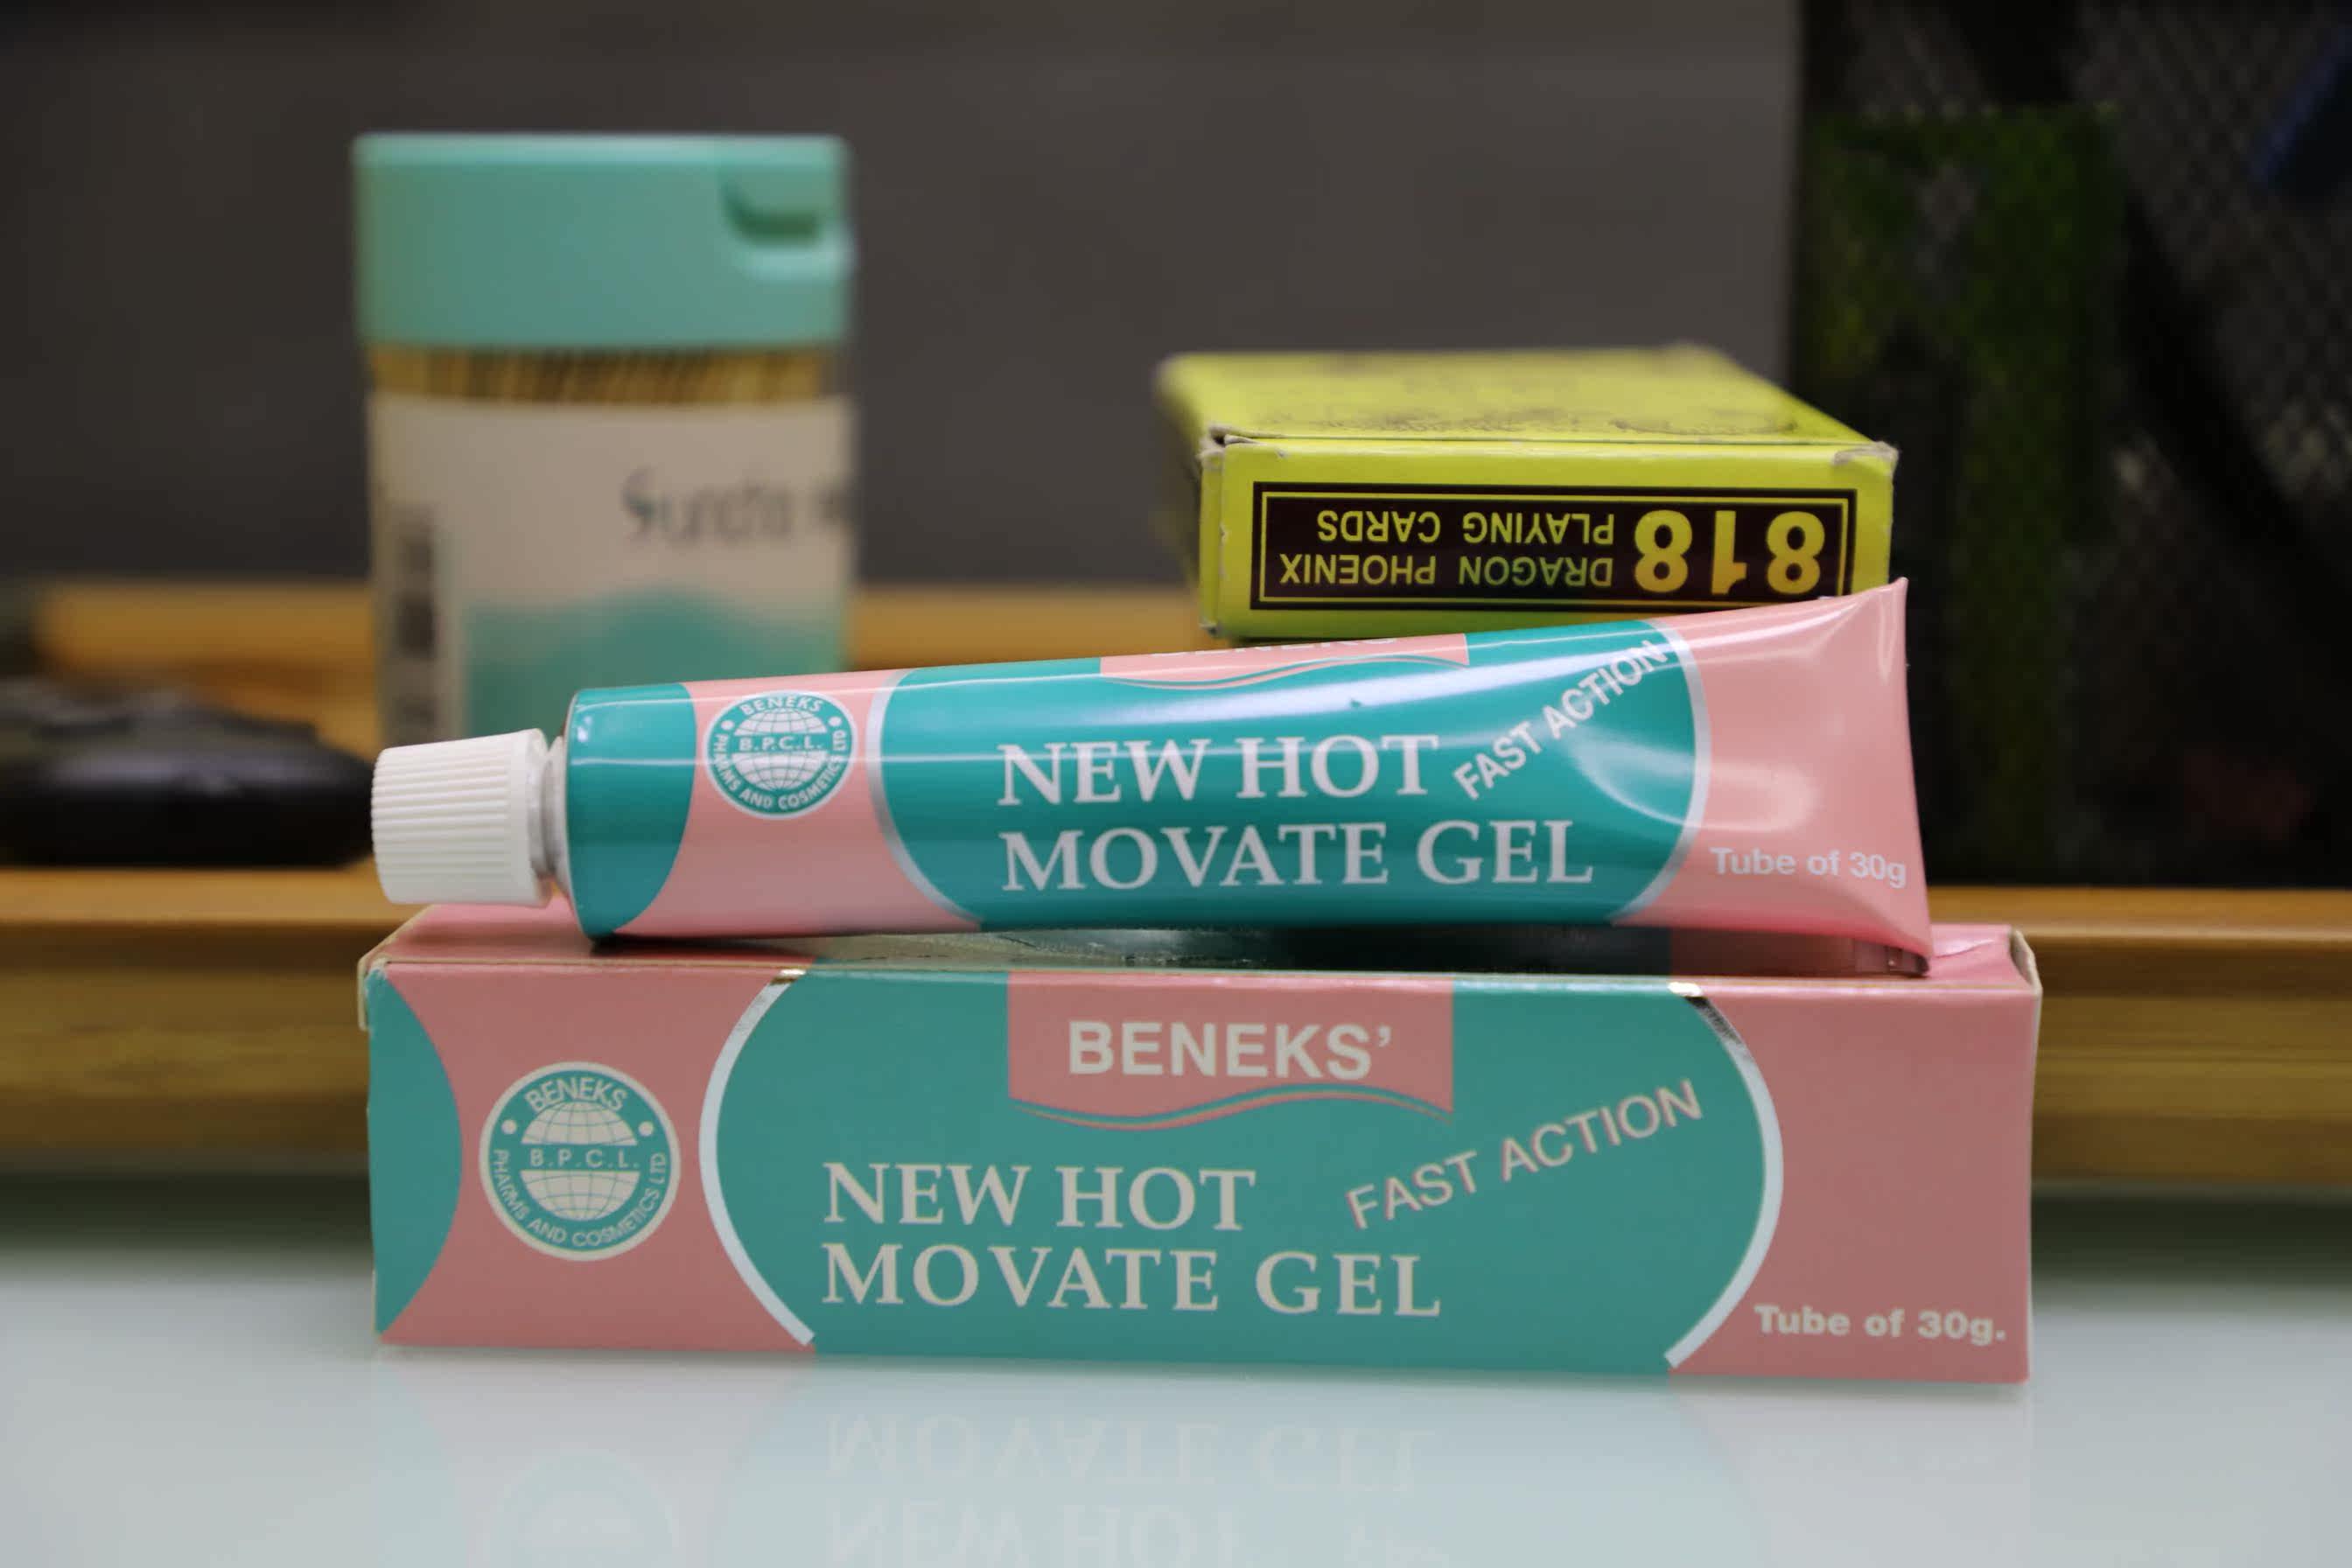 818
DRAGON PHOENIX
PLAYING CARDS
BENEKS
B.P.C.L.
PHARMS AND COSMETICS LTD
NEW HOT
MOVATE GEL
FAST ACTION
Tube of 30g
BENEKS’
BENEKS
B.P.C.L.
PHARMS AND COSMETICS LTD
NEW HOT
MOVATE GEL
FAST ACTION
Tube of 30g.